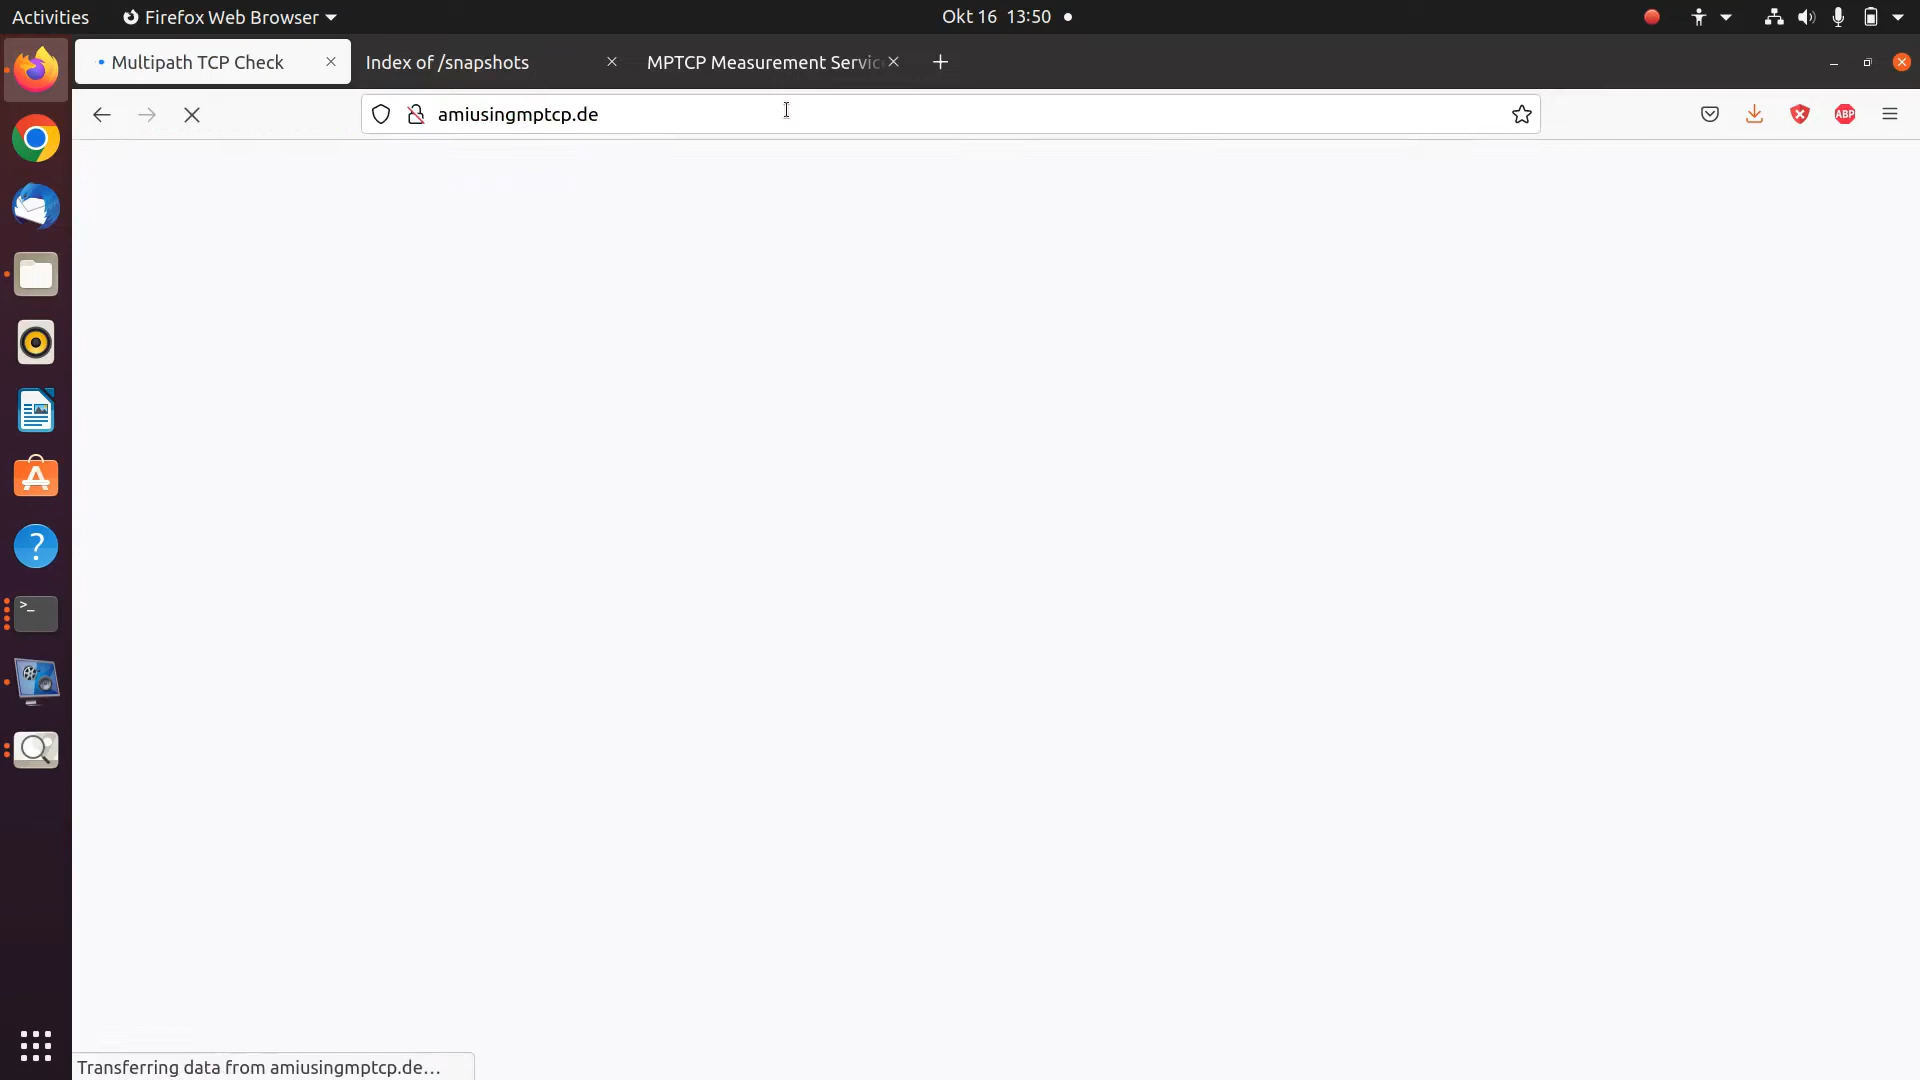 Activities
Firefox Web Browser
Okt 16 13:50
Multipath TCP Check
Index of /snapshots
MPTCP Measurement Servic
amiusingmptcp.de
ABP
>_
?
Transferring data from amiusingmptcp.de…